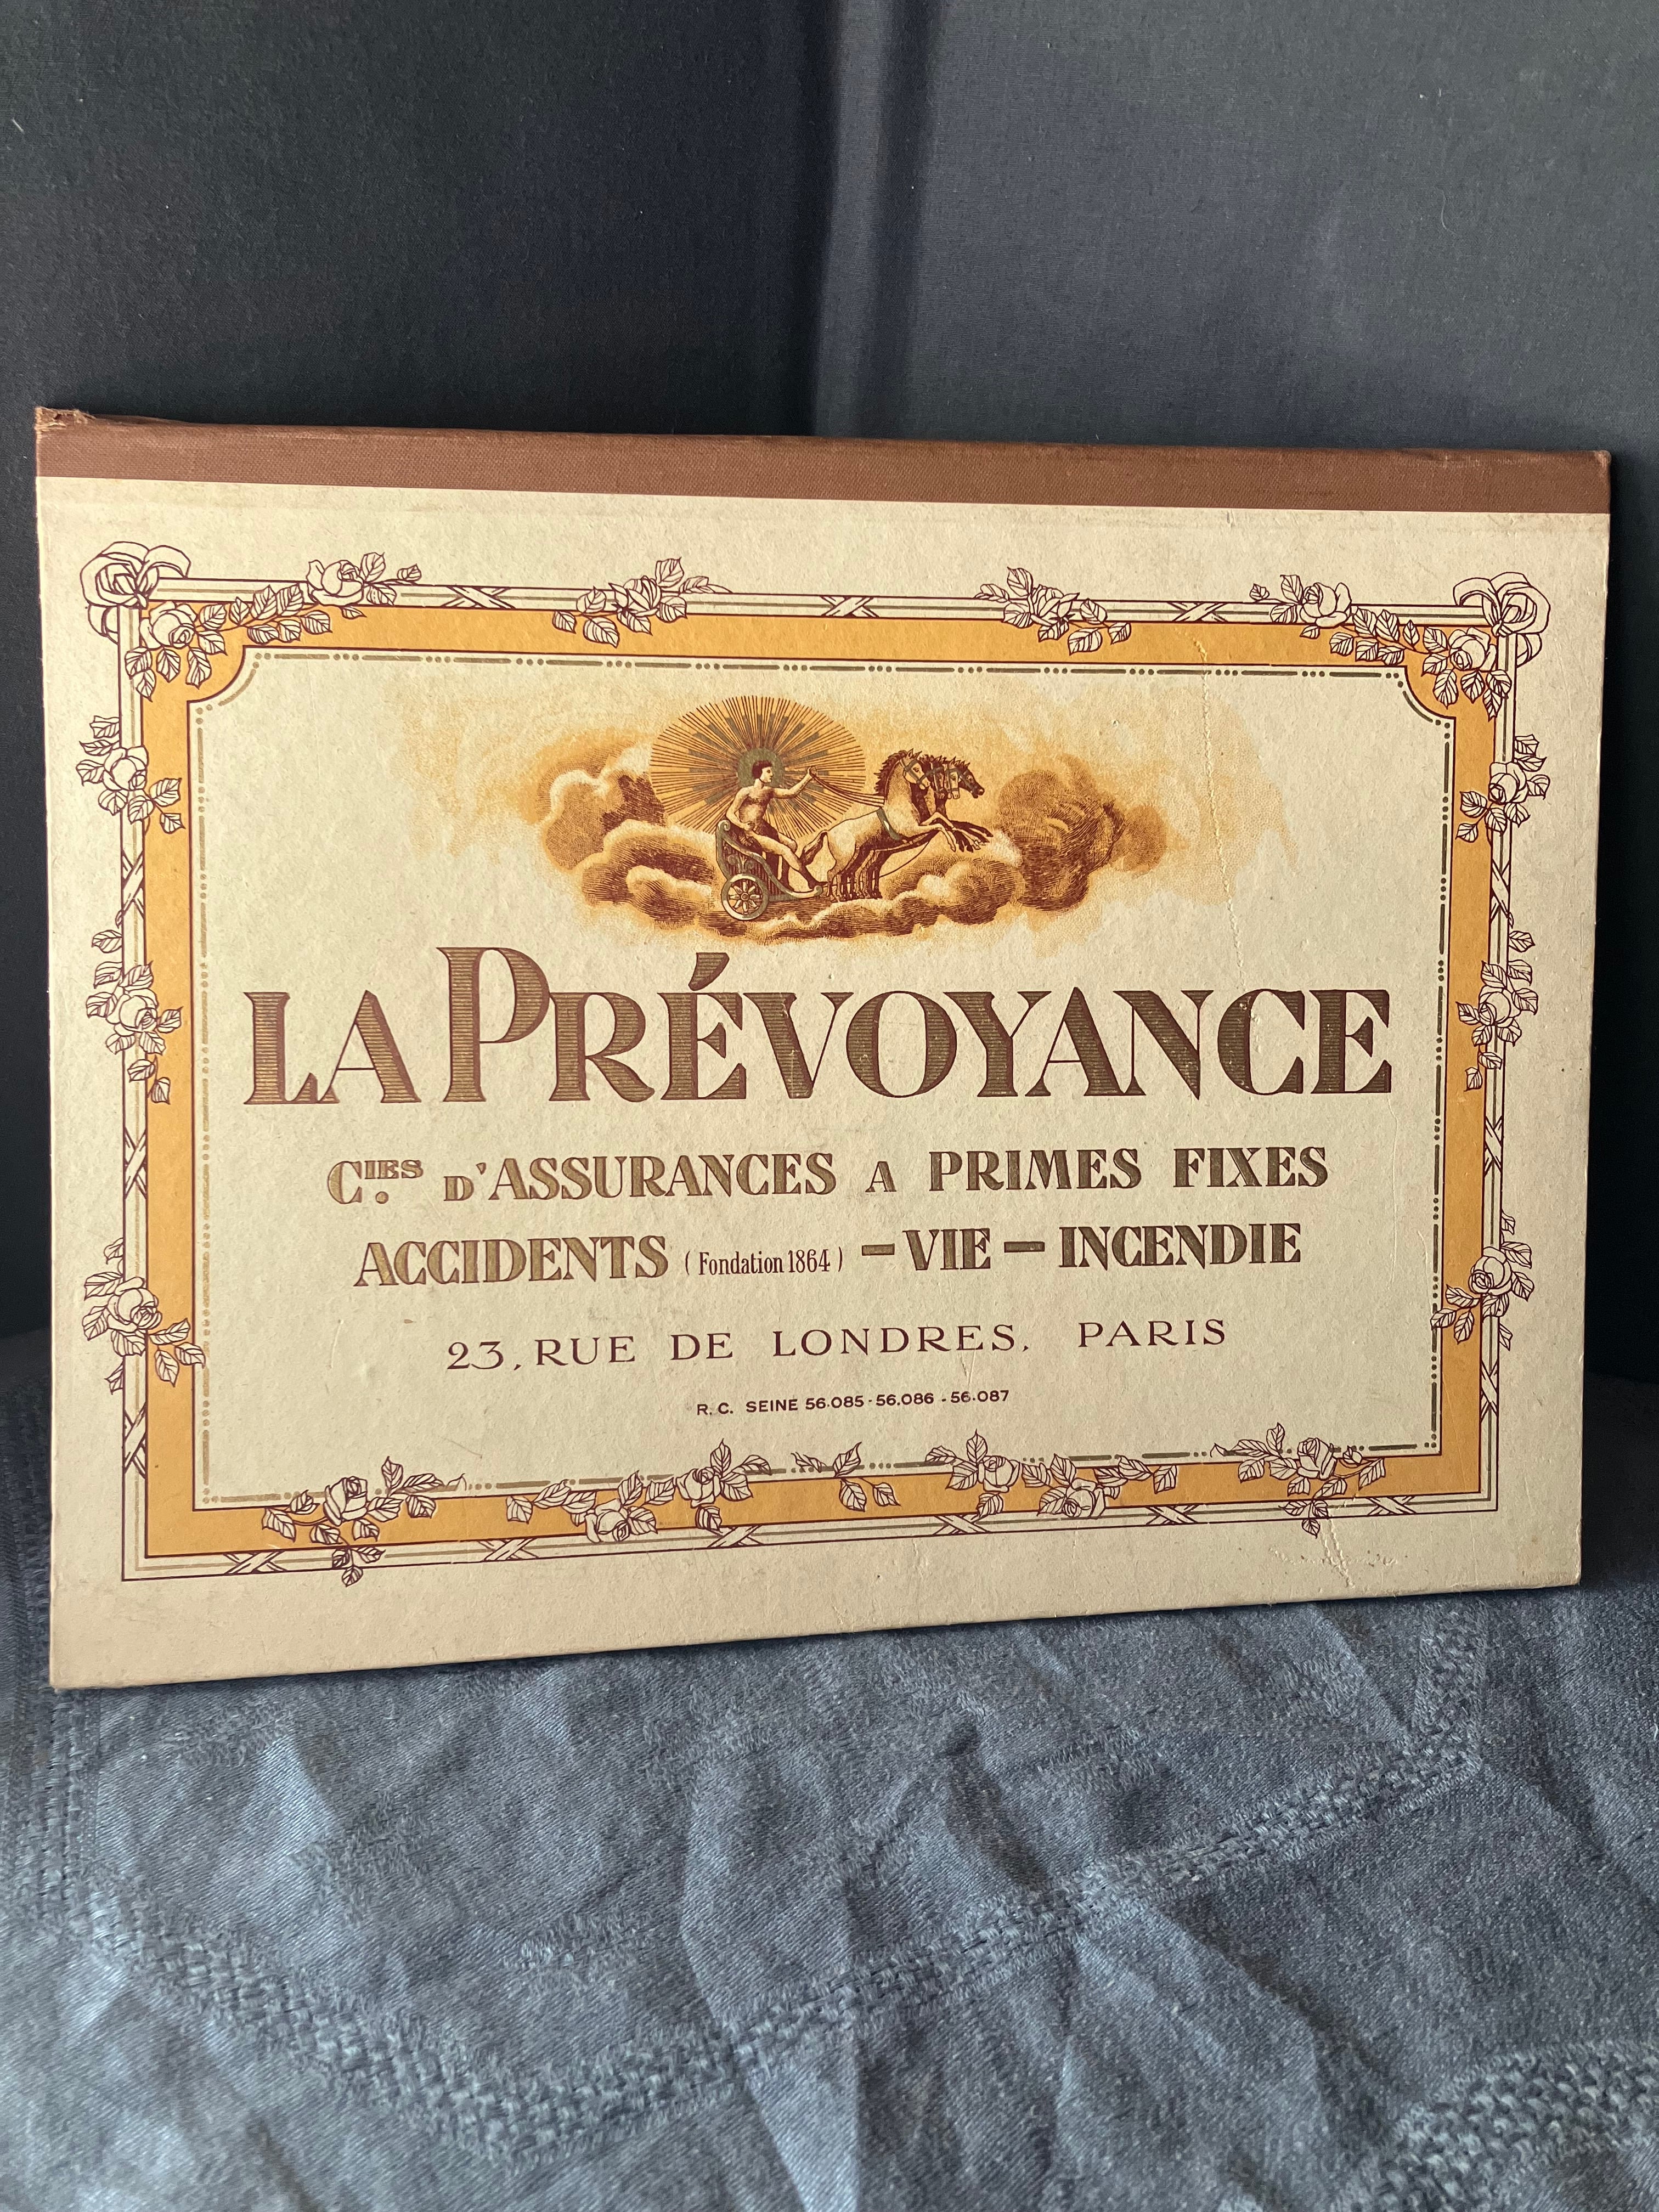 LA PRÉVOYANCE
CIES. D'ASSURANCES A PRIMES FIXES
ACCIDENTS (Fondation 1864) - VIE - INCENDIE
23, RUE DE LONDRES. PARIS
R.C. SEINE 56.085-56.086-56.087